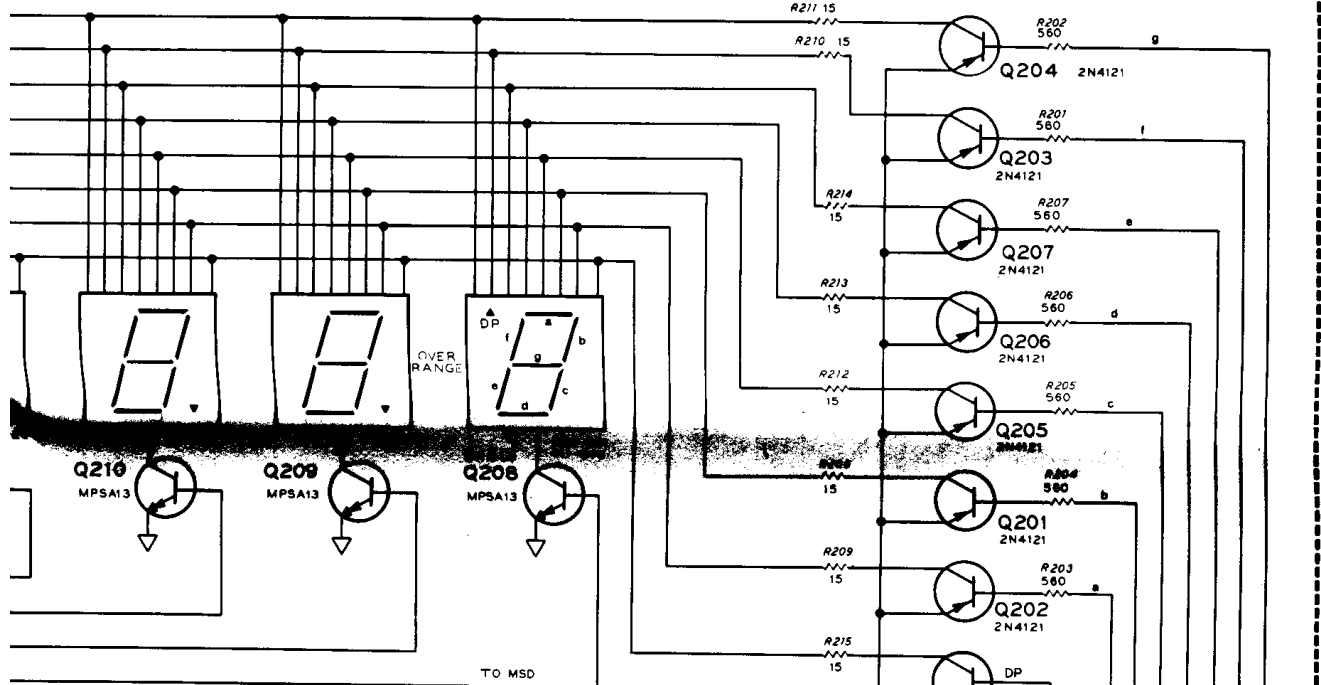 R211 15
R202
560
g
Q204 2N4121
R210 15
R201
560
f
Q203
2N4121
R214
15
R207
560
e
Q207
2N4121
R213
15
R206
560
d
Q206
2N4121
DP
a
f
b
g
e
c
d
OVER
RANGE
R212
15
R205
560
c
Q205
2N4121
Q210
MPSA13
Q209
MPSA13
Q208
MPSA13
15
R204
560
b
Q201
2N4121
R209
15
R203
560
a
Q202
2N4121
R215
15
TO MSD
DP